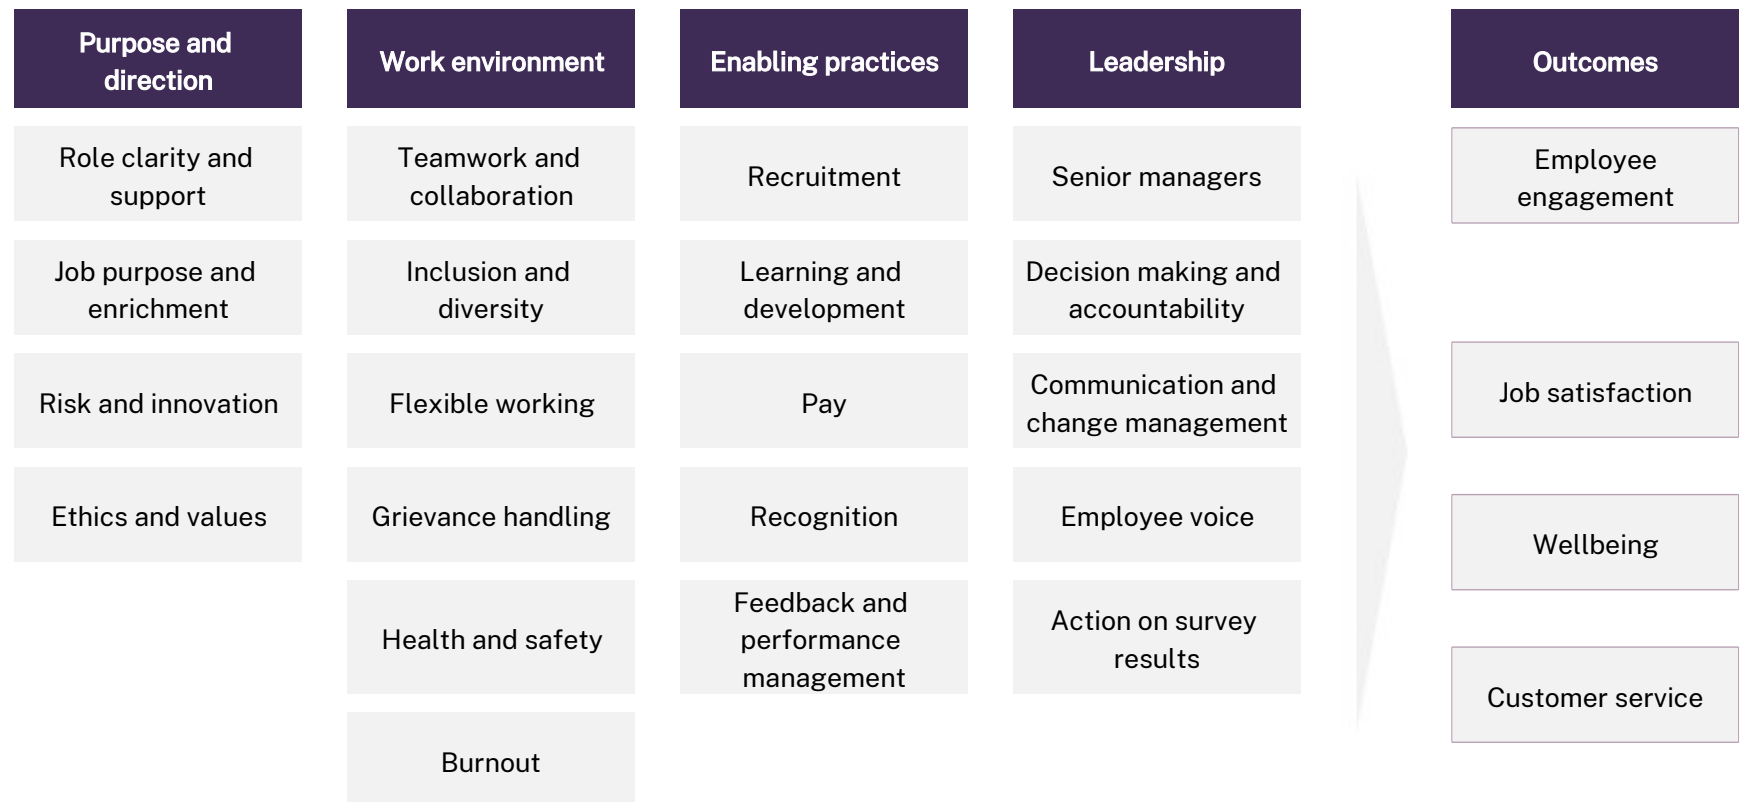 Purpose and
direction
Role clarity and
support
Job purpose and
enrichment
Risk and innovation
Ethics and values
Work environment
Teamwork and
collaboration
Inclusion and
diversity
Flexible working
Grievance handling
Health and safety
Burnout
Enabling practices
Recruitment
Learning and
development
Pay
Recognition
Feedback and
performance
management
Leadership
Senior managers
Decision making and
accountability
Communication and
change management
Employee voice
Action on survey
results
Outcomes
Employee
engagement
Job satisfaction
Wellbeing
Customer service